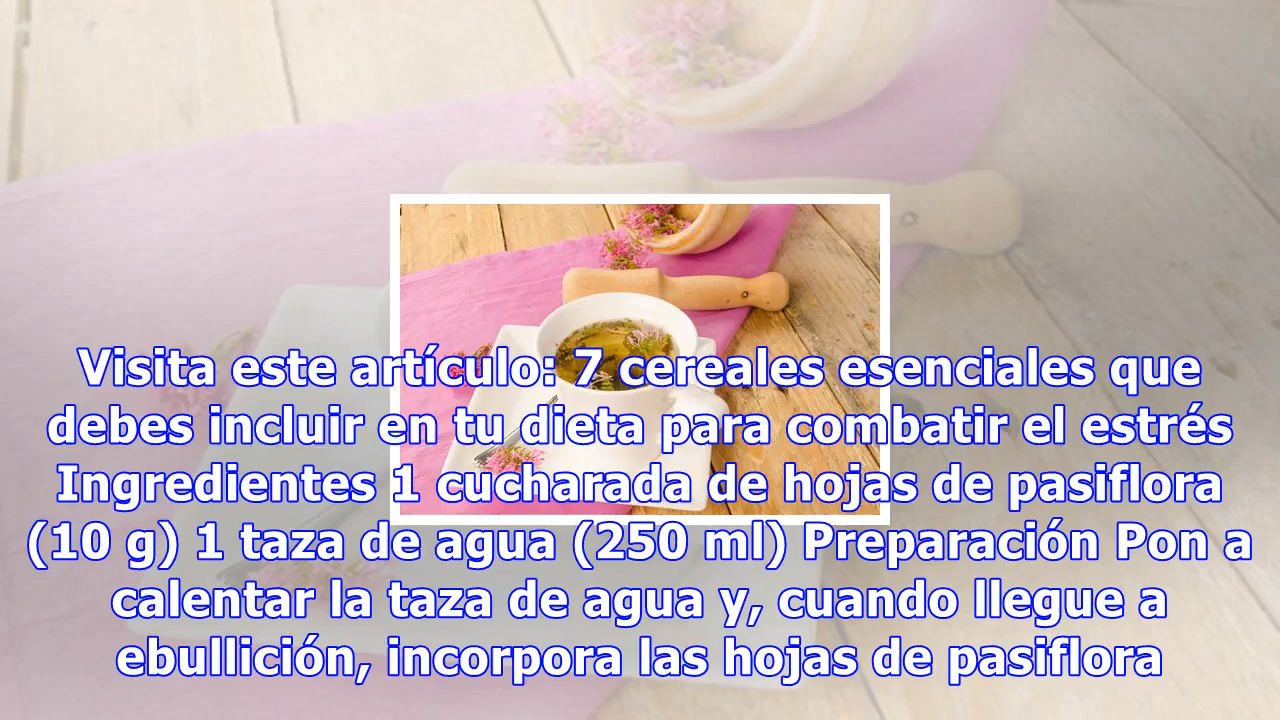 Visita este artículo: 7 cereales esenciales que
debes incluir en tu dieta para combatir el estrés
Ingredientes 1 cucharada de hojas de pasiflora
(10 g) 1 taza de agua (250 ml) Preparación Pon a
calentar la taza de agua y, cuando llegue a
ebullición, incorpora las hojas de pasiflora